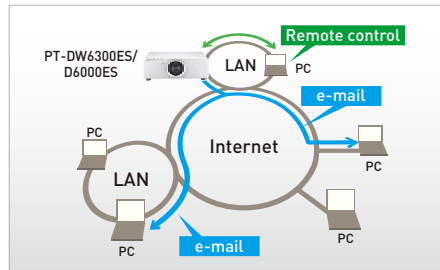 Remote control
PT-DW6300ES/
D6000ES
LAN
PC
e-mail
PC
Internet
PC
LAN
PC
PC
e-mail